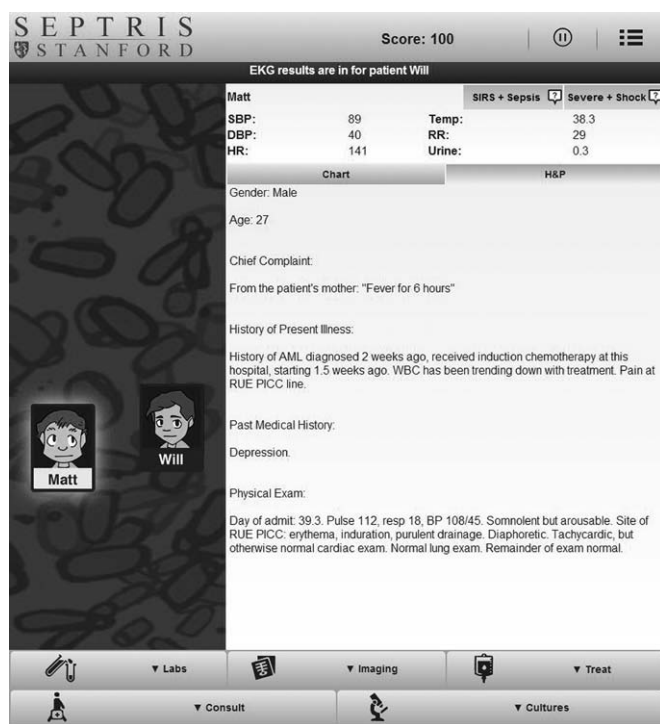 SEPTRIS
STANFORD
Score: 100
EKG results are in for patient Will
Matt
SIRS + Sepsis ?
Severe + Shock ?
SBP: 89 Temp: 38.3
DBP: 40 RR: 29
HR: 141 Urine: 0.3
Chart
H&P
Gender: Male
Age: 27
Chief Complaint:
From the patient's mother: "Fever for 6 hours"
History of Present Illness:
History of AML diagnosed 2 weeks ago, received induction chemotherapy at this
hospital, starting 1.5 weeks ago. WBC has been trending down with treatment. Pain at
RUE PICC line.
Past Medical History:
Depression.
Physical Exam:
Day of admit: 39.3. Pulse 112, resp 18, BP 108/45. Somnolent but arousable. Site of
RUE PICC: erythema, induration, purulent drainage. Diaphoretic. Tachycardic, but
otherwise normal cardiac exam. Normal lung exam. Remainder of exam normal.
Will
Matt
▼ Labs
▼ Imaging
▼ Treat
▼ Consult
▼ Cultures